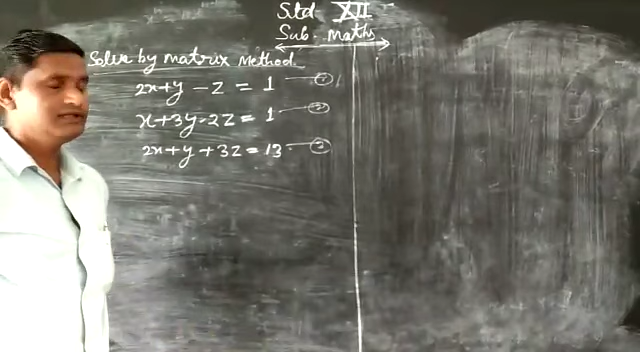 Std XII
Sub- Maths
Solve by matrix Method
2x+y-z = 1 —①
x+3y-2z = 1 —②
2x+y+3z=13 —③